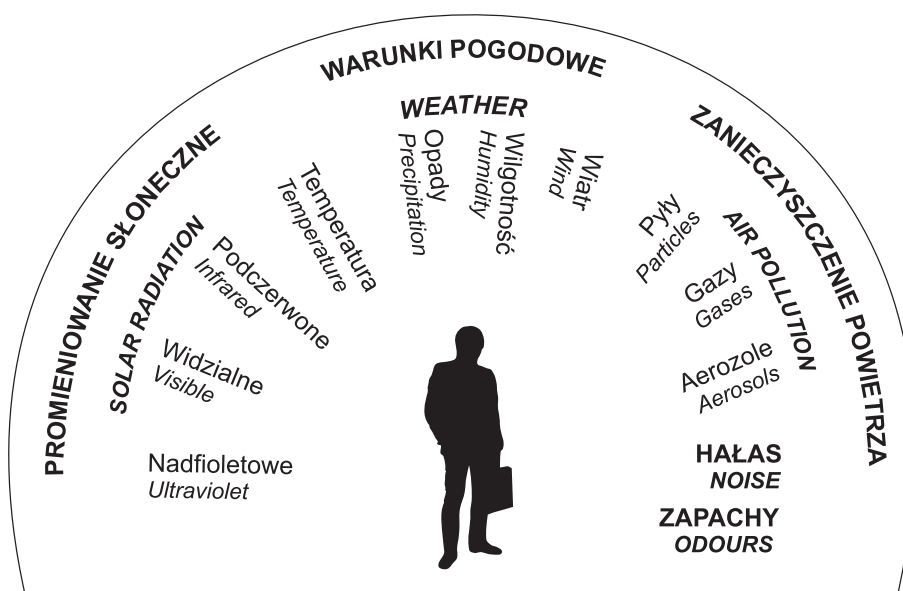 WARUNKI POGODOWE
WEATHER
PROMIENIOWANIE SŁONECZNE
SOLAR RADIATION
ZANIECZYSZCZENIE POWIETRZA
AIR POLLUTION
Temperatura
Temperature
Opady
Precipitation
Wilgotność
Humidity
Wiatr
Wind
Podczerwone
Infrared
Widzialne
Visible
Nadfioletowe
Ultraviolet
Pyły
Particles
Gazy
Gases
Aerozole
Aerosols
HAŁAS
NOISE
ZAPACHY
ODOURS